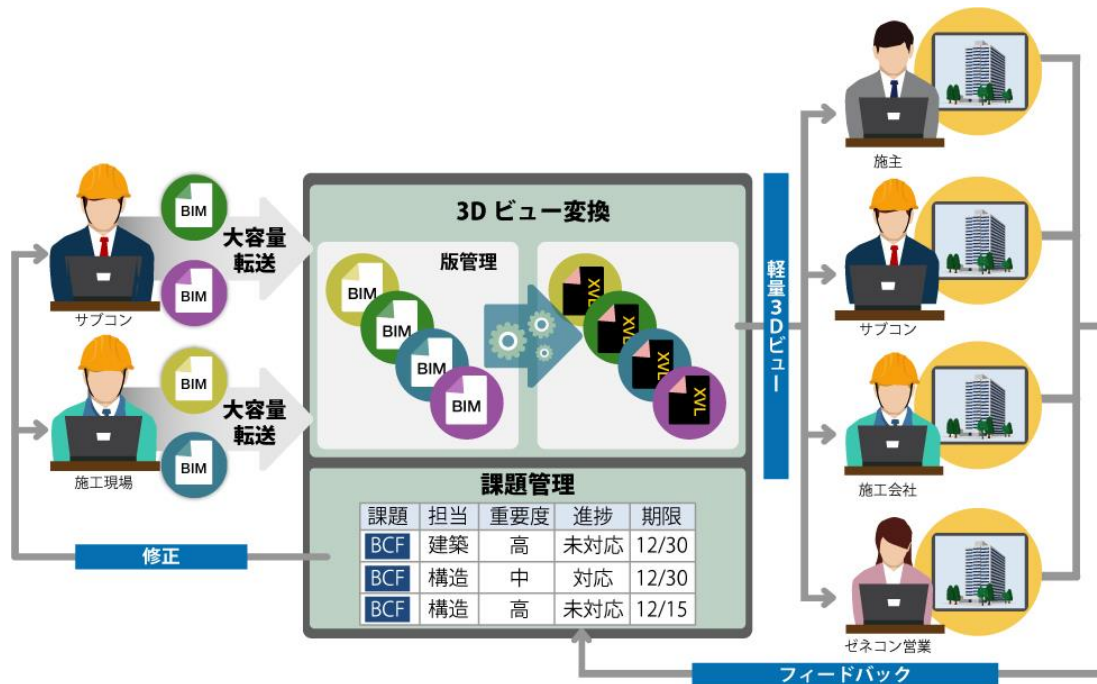 BIM
大容量
転送
BIM
サブコン
BIM
大容量
転送
BIM
施工現場
修正
3D ビュー変換
版管理
BIM
BIM
BIM
BIM
XVL
XVL
XVL
XVL
課題管理
課題 担当 重要度 進捗 期限
BCF 建築 高 未対応 12/30
BCF 構造 中 対応 12/30
BCF 構造 高 未対応 12/15
軽量3Dビュー
施主
サブコン
施工会社
ゼネコン営業
フィードバック